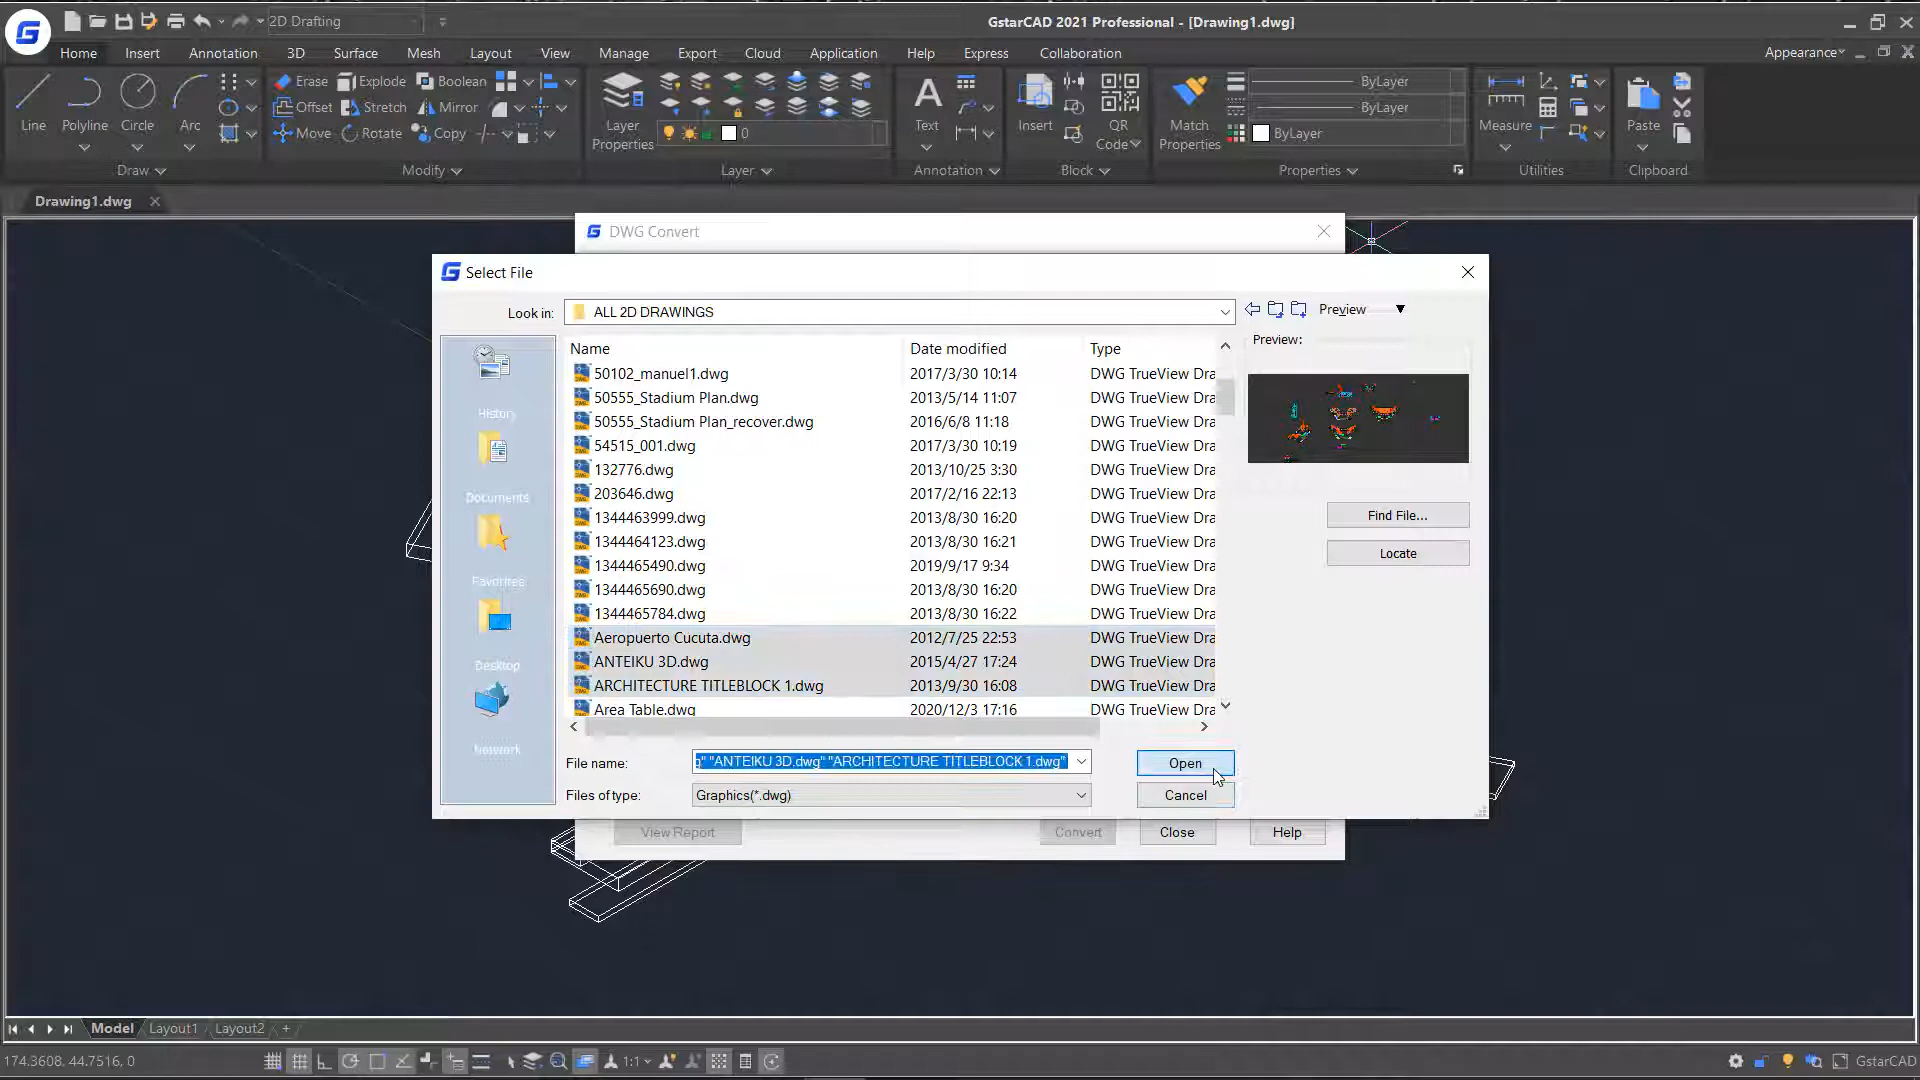 2D Drafting
GstarCAD 2021 Professional - [Drawing1.dwg]
Home Insert Annotation 3D Surface Mesh Layout View Manage Export Cloud Application Help Express Collaboration Appearance
Line Polyline Circle Arc
Erase Explode Boolean
Offset Stretch Mirror
Move Rotate Copy
Layer Properties
0
Text
Insert
QR Code
Match Properties
ByLayer
ByLayer
ByLayer
Measure
Paste
Draw Modify Layer Annotation Block Properties Utilities Clipboard
Drawing1.dwg
DWG Convert
Select File
Look in: ALL 2D DRAWINGS Preview
Name Date modified Type Preview:
50102_manuel1.dwg 2017/3/30 10:14 DWG TrueView Dra
50555_Stadium Plan.dwg 2013/5/14 11:07 DWG TrueView Dra
50555_Stadium Plan_recover.dwg 2016/6/8 11:18 DWG TrueView Dra
54515_001.dwg 2017/3/30 10:19 DWG TrueView Dra
132776.dwg 2013/10/25 3:30 DWG TrueView Dra
203646.dwg 2017/2/16 22:13 DWG TrueView Dra
1344463999.dwg 2013/8/30 16:20 DWG TrueView Dra
1344464123.dwg 2013/8/30 16:21 DWG TrueView Dra
1344465490.dwg 2019/9/17 9:34 DWG TrueView Dra
1344465690.dwg 2013/8/30 16:20 DWG TrueView Dra
1344465784.dwg 2013/8/30 16:22 DWG TrueView Dra
Aeropuerto Cucuta.dwg 2012/7/25 22:53 DWG TrueView Dra
ANTEIKU 3D.dwg 2015/4/27 17:24 DWG TrueView Dra
ARCHITECTURE TITLEBLOCK 1.dwg 2013/9/30 16:08 DWG TrueView Dra
Area Table.dwg 2020/12/3 17:16 DWG TrueView Dra
History
Documents
Favorites
Desktop
Network
Find File...
Locate
File name: g" "ANTEIKU 3D.dwg" "ARCHITECTURE TITLEBLOCK 1.dwg" Open
Files of type: Graphics(*.dwg) Cancel
View Report Convert Close Help
Model Layout1 Layout2 +
174.3608, 44.7516, 0
1:1
GstarCAD